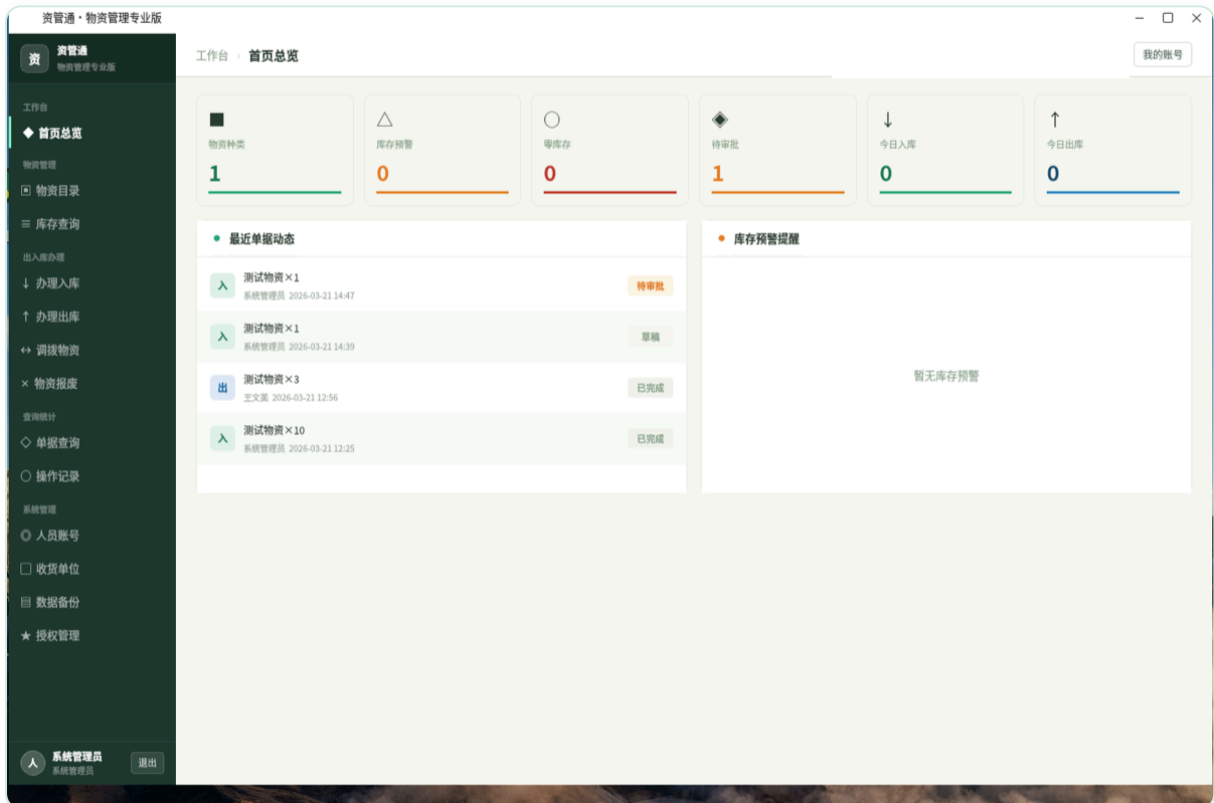 资管通·物资管理专业版
资
资管通
物资管理专业版
工作台
首页总览
物资管理
物资目录
库存查询
出入库办理
办理入库
办理出库
调拨物资
物资报废
查询统计
单据查询
操作记录
系统管理
人员账号
收货单位
数据备份
授权管理
人
系统管理员
系统管理员
退出
工作台 › 首页总览
我的账号
物资种类
1
库存预警
0
零库存
0
待审批
1
今日入库
0
今日出库
0
最近单据动态
入
测试物资×1
系统管理员 2026-03-21 14:47
待审批
入
测试物资×1
系统管理员 2026-03-21 14:39
草稿
出
测试物资×3
王文英 2026-03-21 12:56
已完成
入
测试物资×10
系统管理员 2026-03-21 12:25
已完成
库存预警提醒
暂无库存预警